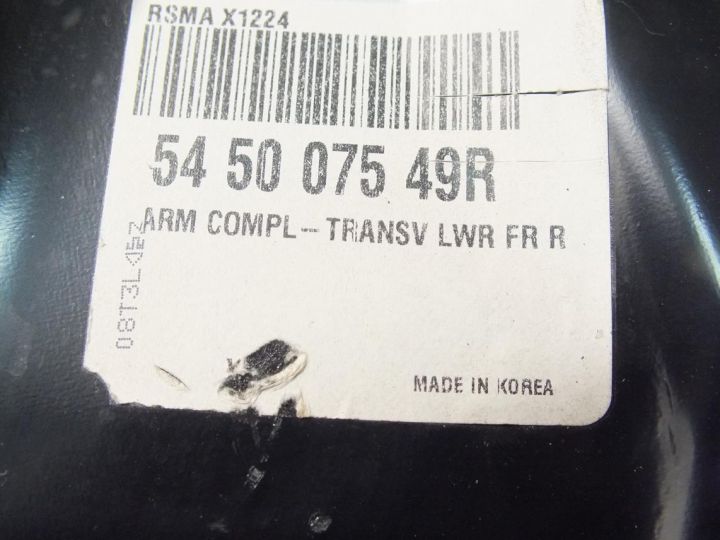 RSMA X1224
54 50 075 49R
ARM COMPL-TRANSV LWR FR R
MADE IN KOREA